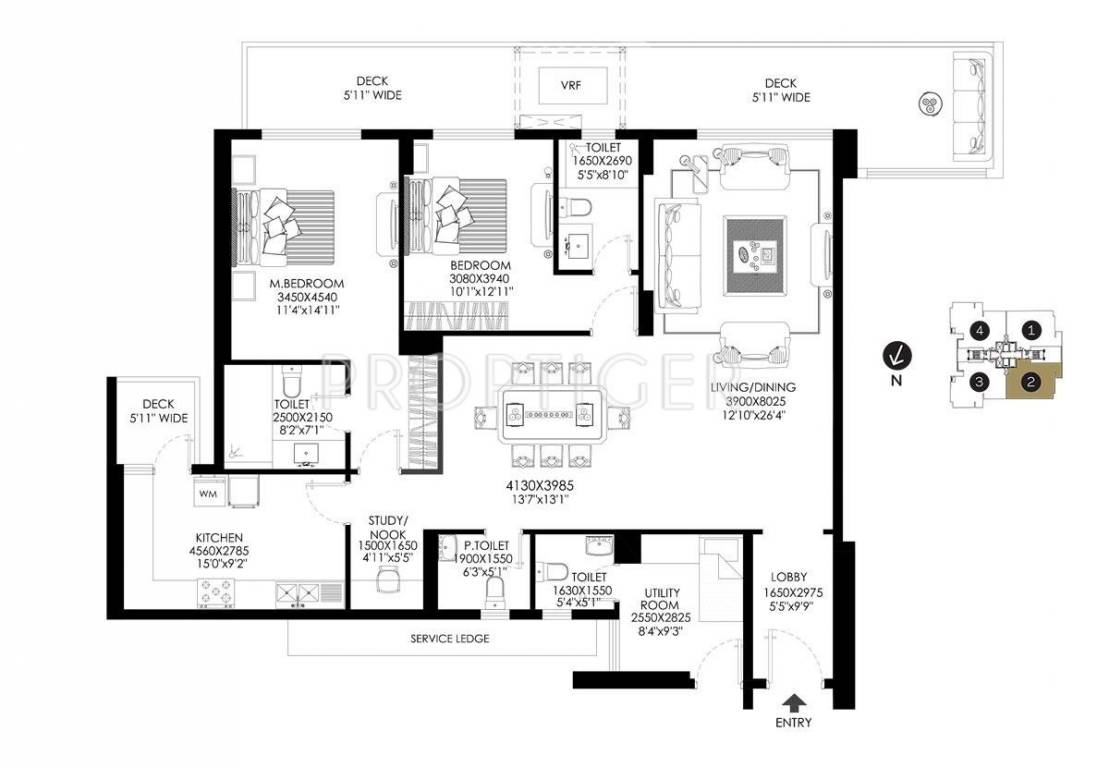 DECK
5'11" WIDE
VRF
DECK
5'11" WIDE
TOILET
1650X2690
5'5"x8'10"
BEDROOM
3080X3940
10'1"x12'11"
M.BEDROOM
3450X4540
11'4"x14'11"
PROPTIGER
4
1
3
2
N
LIVING/DINING
3900X8025
12'10"x26'4"
DECK
5'11" WIDE
TOILET
2500X2150
8'2"x7'1"
4130X3985
13'7"x13'1"
WM
KITCHEN
4560X2785
15'0"x9'2"
STUDY/
NOOK
1500X1650
4'11"x5'5"
P.TOILET
1900X1550
6'3"x5'1"
TOILET
1630X1550
5'4"x5'1"
UTILITY
ROOM
2550X2825
8'4"x9'3"
LOBBY
1650X2975
5'5"x9'9"
SERVICE LEDGE
ENTRY